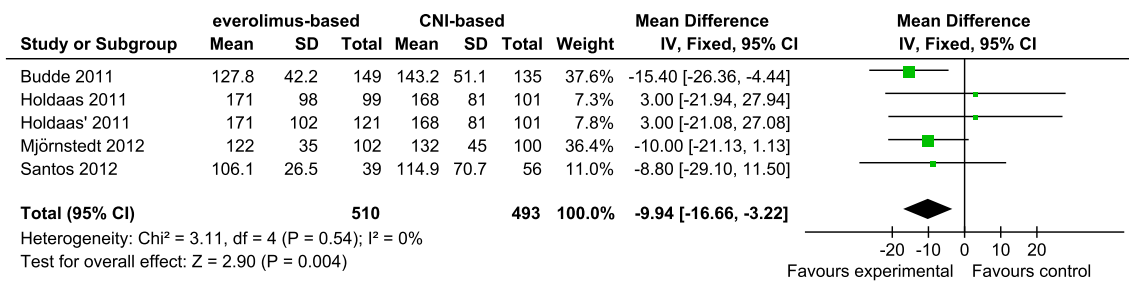 everolimus-based CNI-based Mean Difference Mean Difference
Study or Subgroup Mean SD Total Mean SD Total Weight IV, Fixed, 95% CI IV, Fixed, 95% CI
Budde 2011 127.8 42.2 149 143.2 51.1 135 37.6% -15.40 [-26.36, -4.44]
Holdaas 2011 171 98 99 168 81 101 7.3% 3.00 [-21.94, 27.94]
Holdaas' 2011 171 102 121 168 81 101 7.8% 3.00 [-21.08, 27.08]
Mjörnstedt 2012 122 35 102 132 45 100 36.4% -10.00 [-21.13, 1.13]
Santos 2012 106.1 26.5 39 114.9 70.7 56 11.0% -8.80 [-29.10, 11.50]
Total (95% CI) 510 493 100.0% -9.94 [-16.66, -3.22]
Heterogeneity: Chi² = 3.11, df = 4 (P = 0.54); I² = 0%
Test for overall effect: Z = 2.90 (P = 0.004)
-20 -10 0 10 20
Favours experimental Favours control